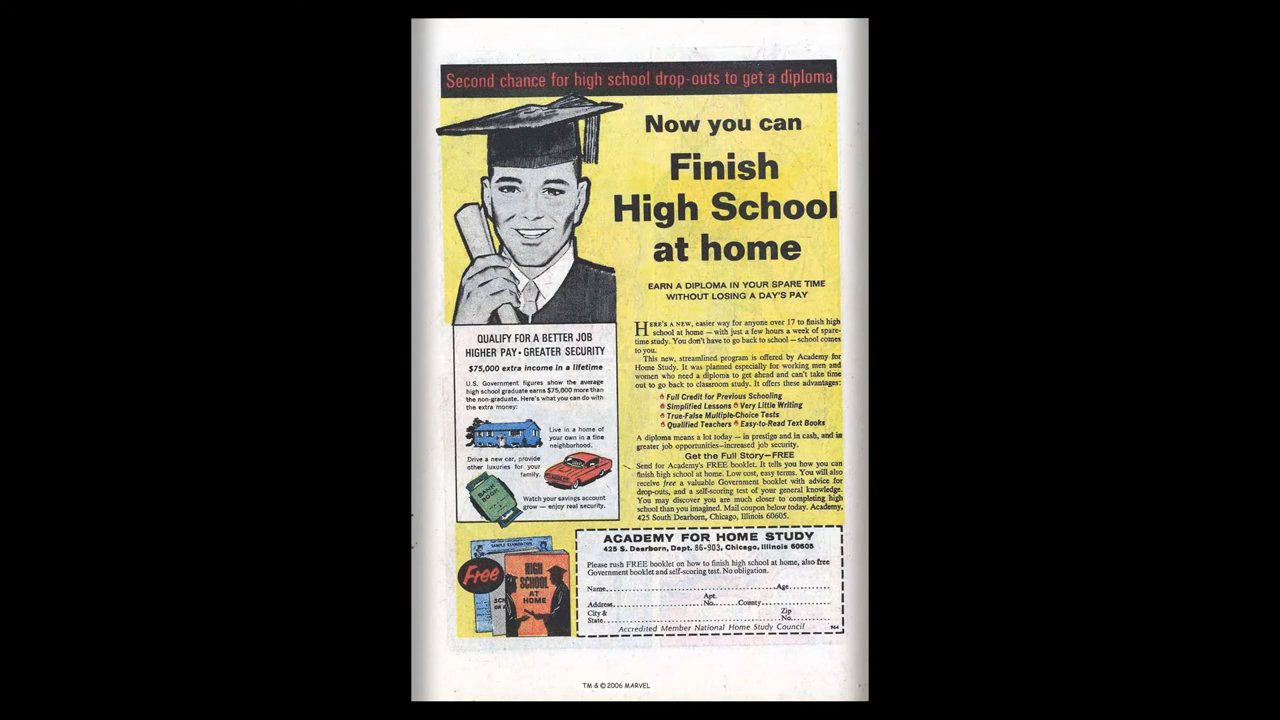 Second chance for high school drop-outs to get a diploma
Now you can
Finish
High School
at home
EARN A DIPLOMA IN YOUR SPARE TIME
WITHOUT LOSING A DAY'S PAY
HERE'S A NEW, easier way for anyone over 17 to finish high
school at home — with just a few hours a week of spare-
time study. You don't have to go back to school — school comes
to you.
This new, streamlined program is offered by Academy for
Home Study. It was planned especially for working men and
women who need a diploma to get ahead and can't take time
out to go back to classroom study. It offers these advantages:
Full Credit for Previous Schooling
Simplified Lessons Very Little Writing
True-False Multiple-Choice Tests
Qualified Teachers Easy-to-Read Text Books
A diploma means a lot today — in prestige and in cash, and in
greater job opportunities—increased job security.
Get the Full Story—FREE
Send for Academy's FREE booklet. It tells you how you can
finish high school at home. Low cost, easy terms. You will also
receive free a valuable Government booklet with advice for
drop-outs, and a self-scoring test of your general knowledge.
You may discover you are much closer to completing high
school than you imagined. Mail coupon below today. Academy,
425 South Dearborn, Chicago, Illinois 60605.
QUALIFY FOR A BETTER JOB
HIGHER PAY • GREATER SECURITY
$75,000 extra income in a lifetime
U.S. Government figures show the average
high school graduate earns $75,000 more than
the non-graduate. Here's what you can do with
the extra money:
Live in a home of
your own in a fine
neighborhood.
Drive a new car, provide
other luxuries for your
family.
BANK
BOOK
Watch your savings account
grow — enjoy real security.
Free
SAMPLE EXAMINATION
HIGH
SCHOOL
AT
HOME
ACADEMY FOR HOME STUDY
425 S. Dearborn, Dept. 86-903, Chicago, Illinois 60605
Please rush FREE booklet on how to finish high school at home, also free
Government booklet and self-scoring test. No obligation.
Name Age
Address Apt. No. County
City & State Zip No.
Accredited Member National Home Study Council 964
TM & © 2006 MARVEL